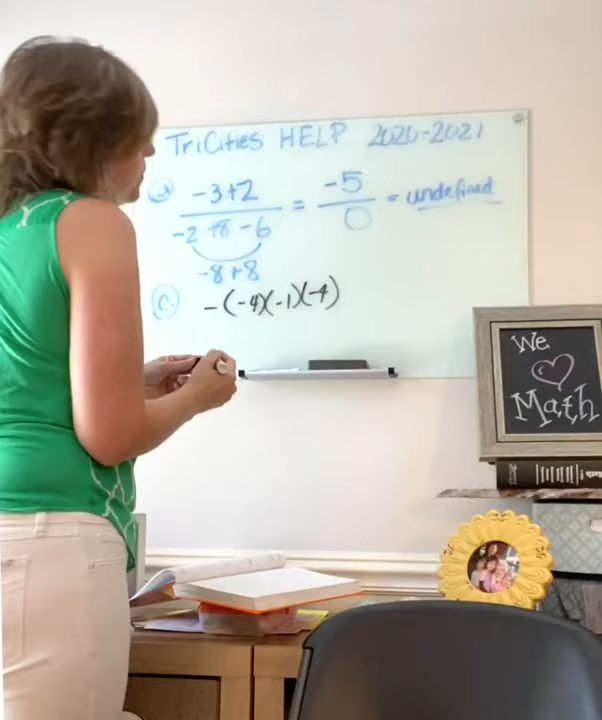 TriCities HELP 2020-2021
-3+2 / -2 +8 -6 = -5 / 0 = undefined
-8+8
C. -(-4)(-1)(-4)
We ♡
Math